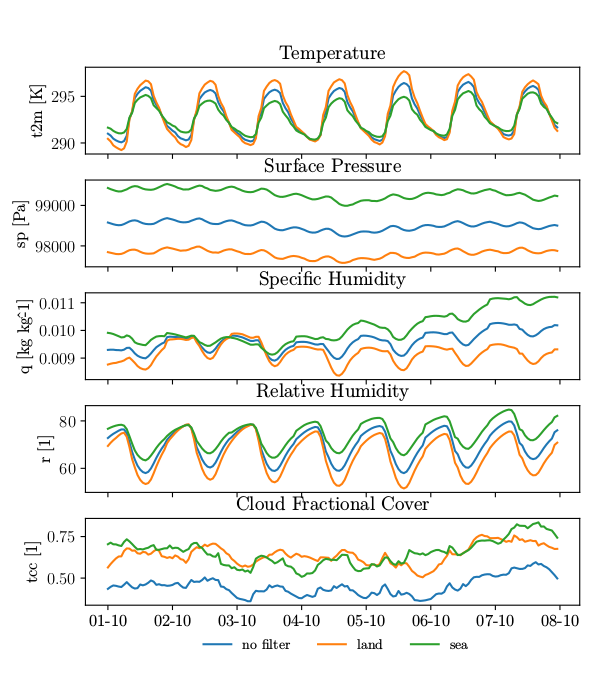 Temperature
t2m [K]
295
290
Surface Pressure
sp [Pa]
99000
98000
Specific Humidity
q [kg kg-1]
0.011
0.010
0.009
Relative Humidity
r [1]
80
60
Cloud Fractional Cover
tcc [1]
0.75
0.50
01-10 02-10 03-10 04-10 05-10 06-10 07-10 08-10
no filter land sea